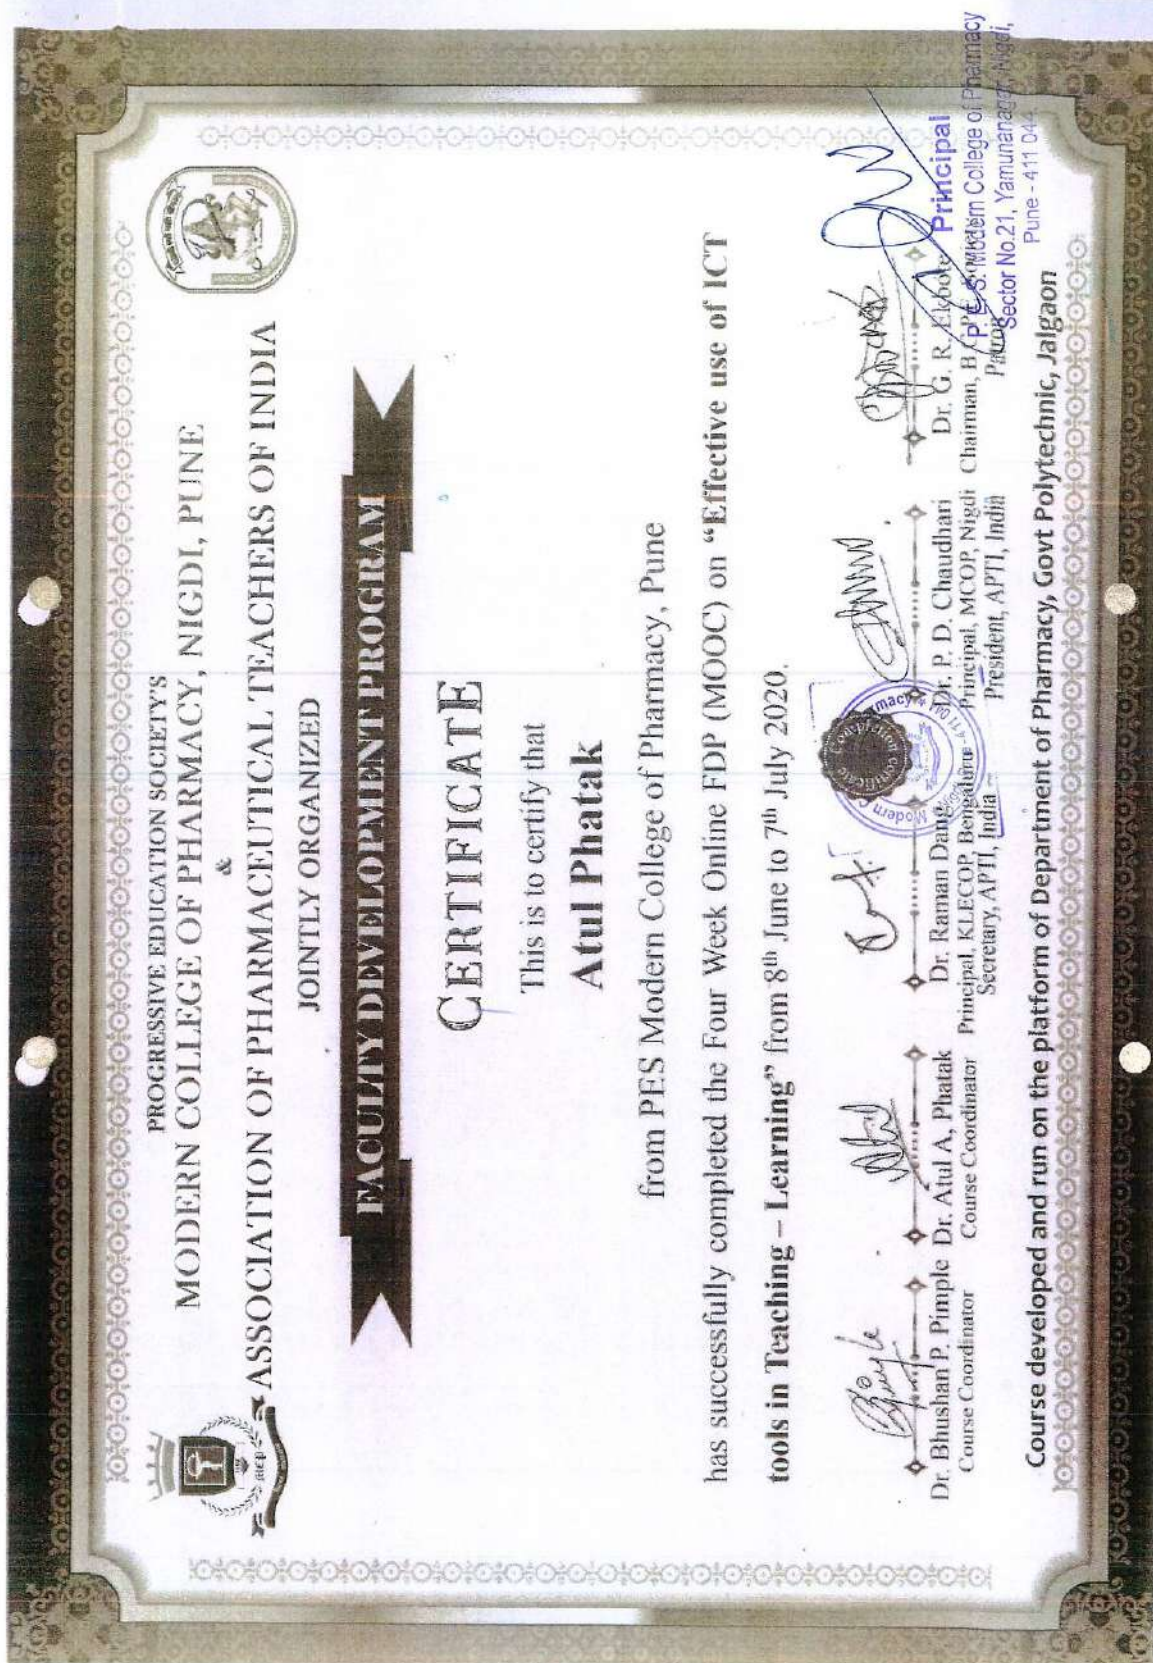 PROGRESSIVE EDUCATION SOCIETY'S
MODERN COLLEGE OF PHARMACY, NIGDI, PUNE
&
ASSOCIATION OF PHARMACEUTICAL TEACHERS OF INDIA
JOINTLY ORGANIZED
FACULTY DEVELOPMENT PROGRAM
CERTIFICATE
This is to certify that
Atul Phatak
from PES Modern College of Pharmacy, Pune
has successfully completed the Four Week Online FDP (MOOC) on “Effective use of ICT
tools in Teaching – Learning” from 8th June to 7th July 2020.
Dr. Bhushan P. Pimple
Course Coordinator
Dr. Atul A, Phatak
Course Coordinator
Dr. Raman Dang
Principal, KLECOP, Bengaluru
Secretary, APTI, India
Dr. P. D. Chaudhari
Principal, MCOP, Nigdi
President, APTI, India
Dr. G. R. Ekbote
Chairman, B
Patron
Principal
P. E. S. Modern College of Pharmacy
Sector No.21, Yamunanagar, Nigdi,
Pune - 411 044.
Course developed and run on the platform of Department of Pharmacy, Govt Polytechnic, Jalgaon